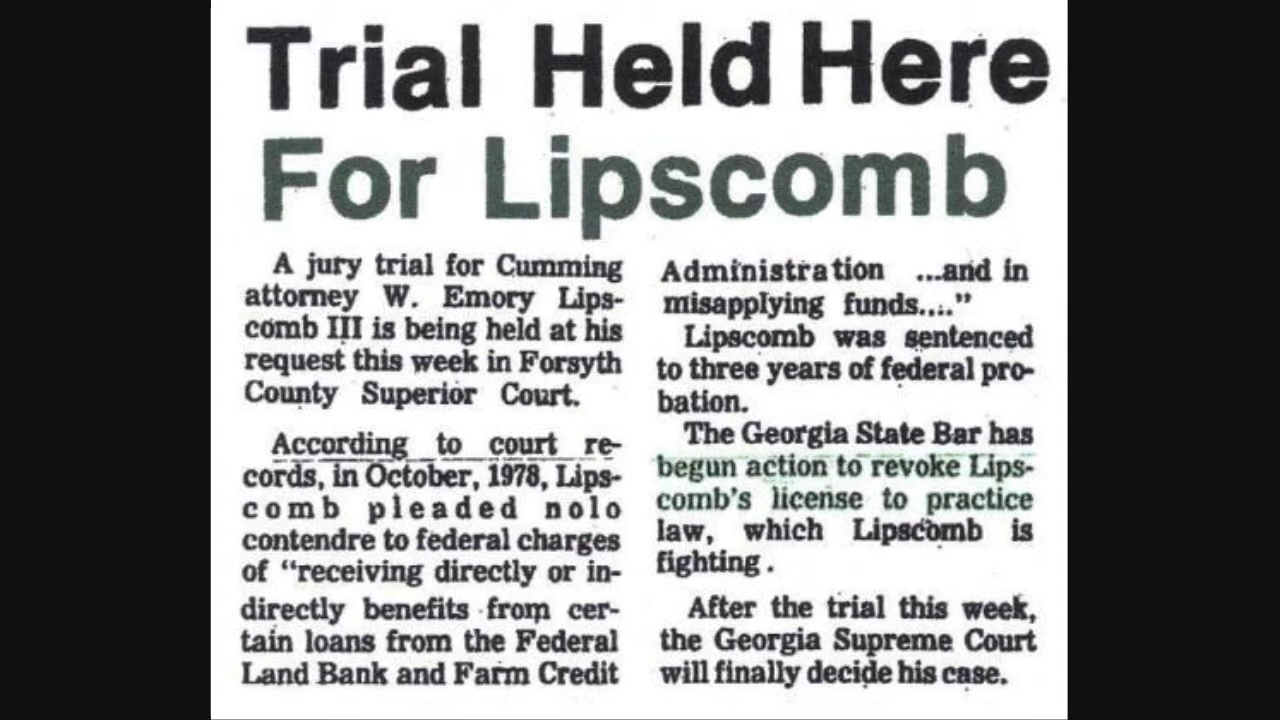 Trial Held Here
For Lipscomb
A jury trial for Cumming
attorney W. Emory Lips-
comb III is being held at his
request this week in Forsyth
County Superior Court.
According to court re-
cords, in October, 1978, Lips-
comb pleaded nolo
contendre to federal charges
of “receiving directly or in-
directly benefits from cer-
tain loans from the Federal
Land Bank and Farm Credit
Administration ...and in
misapplying funds....”
Lipscomb was sentenced
to three years of federal pro-
bation.
The Georgia State Bar has
begun action to revoke Lips-
comb's license to practice
law, which Lipscomb is
fighting.
After the trial this week,
the Georgia Supreme Court
will finally decide his case.